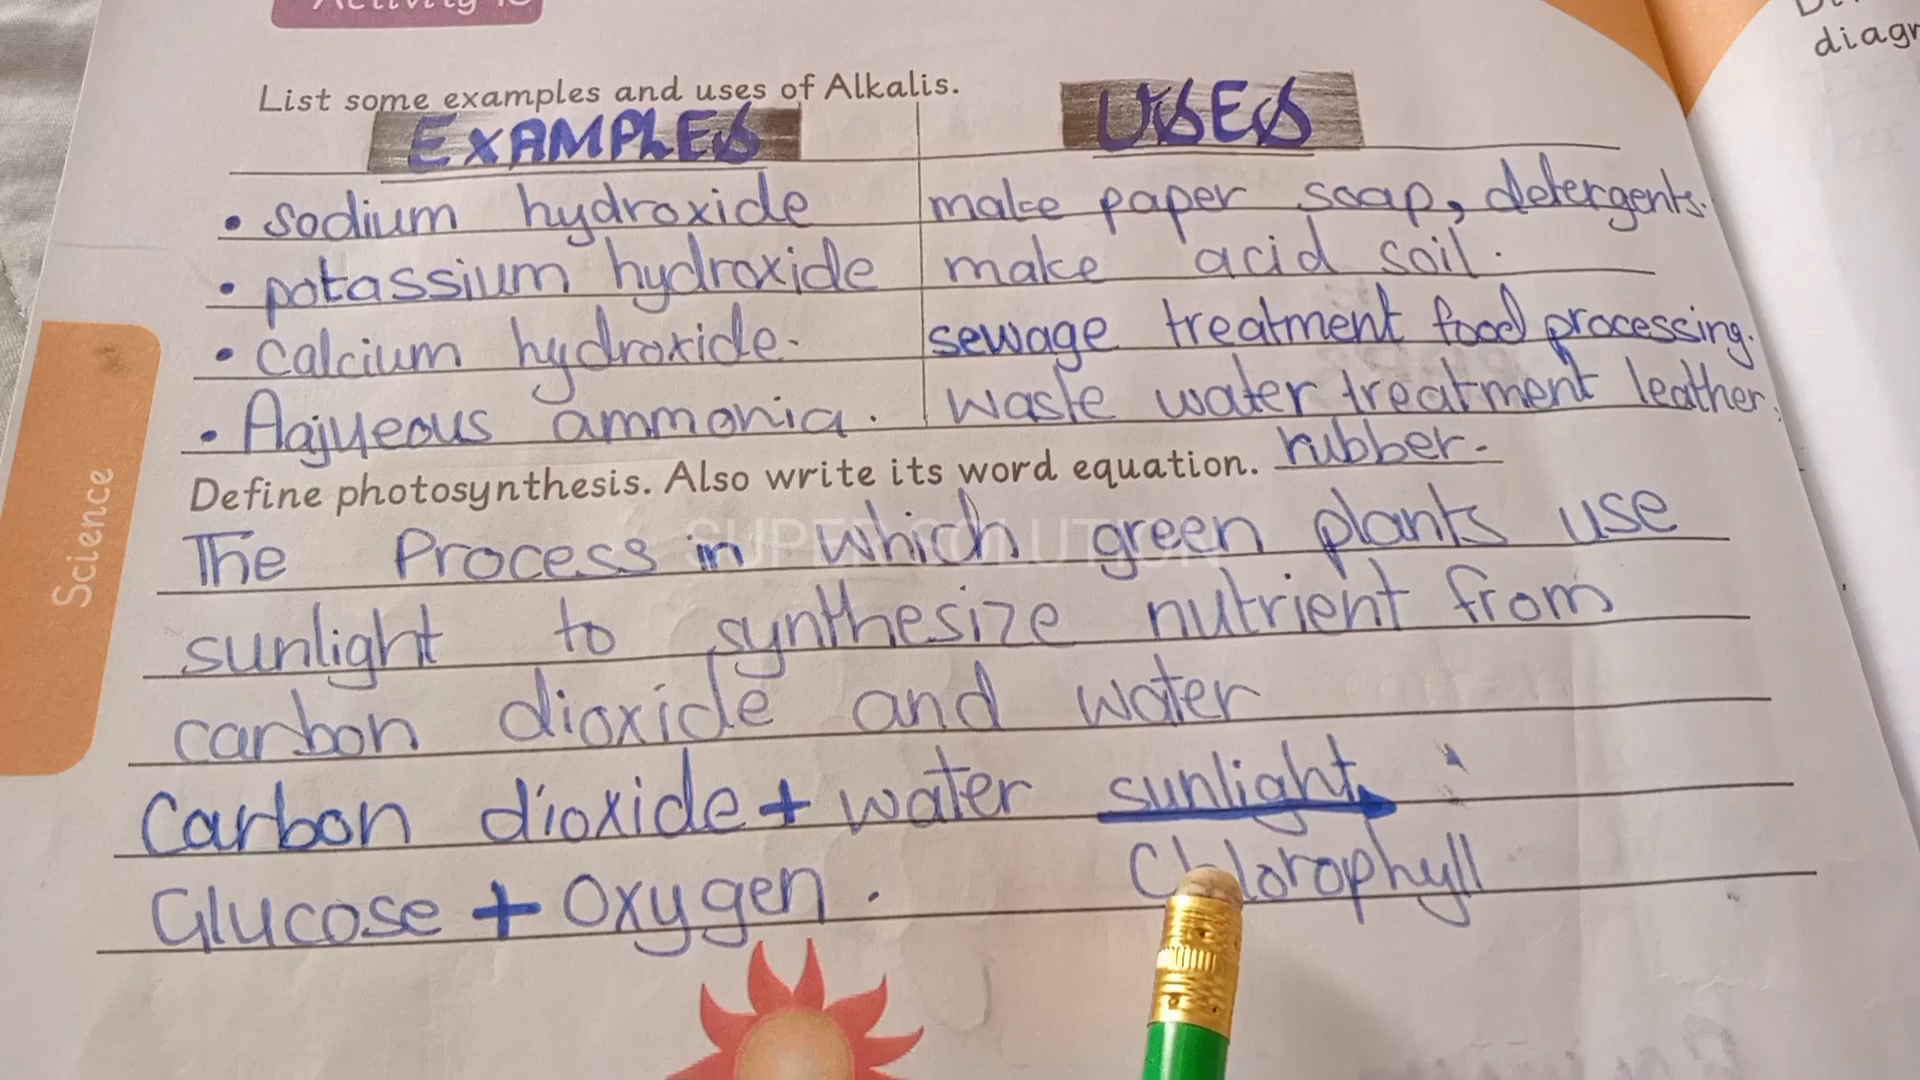 List some examples and uses of Alkalis.
EXAMPLES USES
• sodium hydroxide make paper soap, detergents.
• potassium hydroxide make acid soil.
• calcium hydroxide. sewage treatment food processing.
• Aqjueous ammonia. waste water treatment leather.
Define photosynthesis. Also write its word equation. rubber.
The Process in which green plants use
sunlight to synthesize nutrient from
carbon dioxide and water
Carbon dioxide + water sunlight
Glucose + Oxygen. Chlorophyll
Science
SUPER SOLUTION
diagr